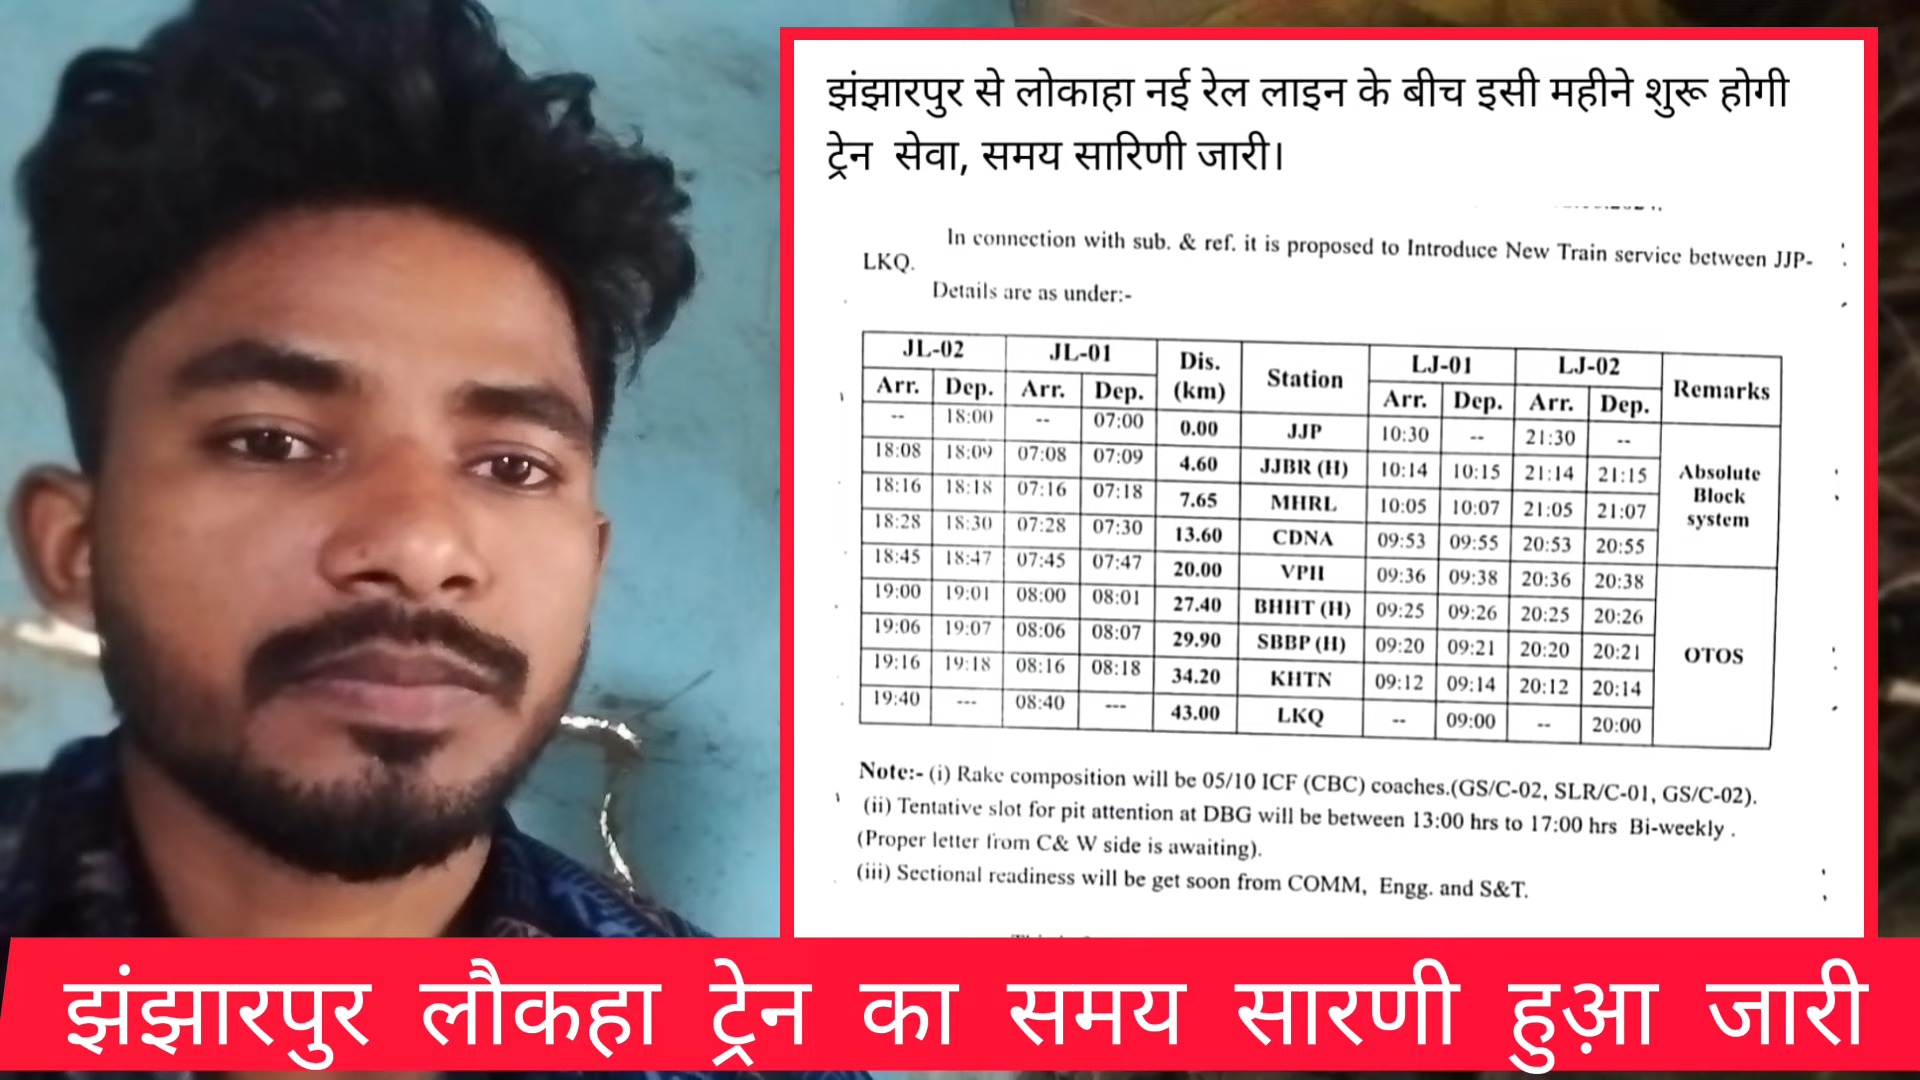 झंझारपुर से लोकाहा नई रेल लाइन के बीच इसी महीने शुरू होगी
ट्रेन सेवा, समय सारिणी जारी।
In connection with sub. & ref. it is proposed to Introduce New Train service between JJP-
LKQ.
Details are as under:-
JL-02 JL-01 Dis. (km) Station LJ-01 LJ-02 Remarks
Arr. Dep. Arr. Dep. Arr. Dep. Arr. Dep.
-- 18:00 -- 07:00 0.00 JJP 10:30 -- 21:30 --
18:08 18:09 07:08 07:09 4.60 JJBR (H) 10:14 10:15 21:14 21:15
18:16 18:18 07:16 07:18 7.65 MHRL 10:05 10:07 21:05 21:07
18:28 18:30 07:28 07:30 13.60 CDNA 09:53 09:55 20:53 20:55
Absolute
Block
system
18:45 18:47 07:45 07:47 20.00 VPH 09:36 09:38 20:36 20:38
19:00 19:01 08:00 08:01 27.40 BHHT (H) 09:25 09:26 20:25 20:26
19:06 19:07 08:06 08:07 29.90 SBBP (H) 09:20 09:21 20:20 20:21
19:16 19:18 08:16 08:18 34.20 KHTN 09:12 09:14 20:12 20:14
19:40 --- 08:40 --- 43.00 LKQ -- 09:00 -- 20:00
OTOS
Note:- (i) Rake composition will be 05/10 ICF (CBC) coaches.(GS/C-02, SLR/C-01, GS/C-02).
(ii) Tentative slot for pit attention at DBG will be between 13:00 hrs to 17:00 hrs Bi-weekly .
(Proper letter from C& W side is awaiting).
(iii) Sectional readiness will be get soon from COMM, Engg. and S&T.
झंझारपुर लौकहा ट्रेन का समय सारणी हुआ़ जारी